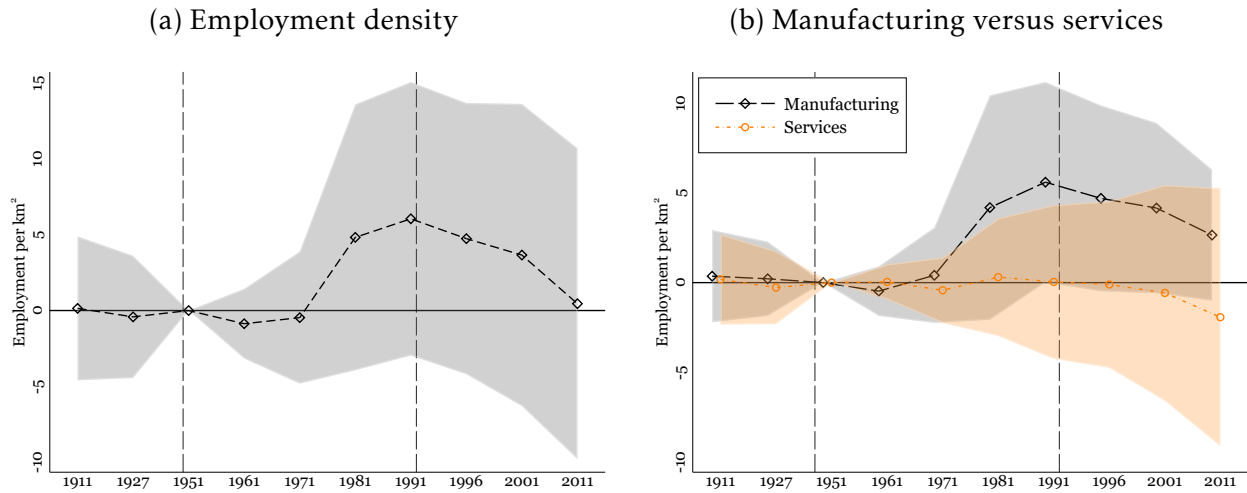 (a) Employment density
Employment per km²
15
10
5
0
-5
-10
1911 1927 1951 1961 1971 1981 1991 1996 2001 2011
(b) Manufacturing versus services
Manufacturing
Services
Employment per km²
10
5
0
-5
-10
1911 1927 1951 1961 1971 1981 1991 1996 2001 2011